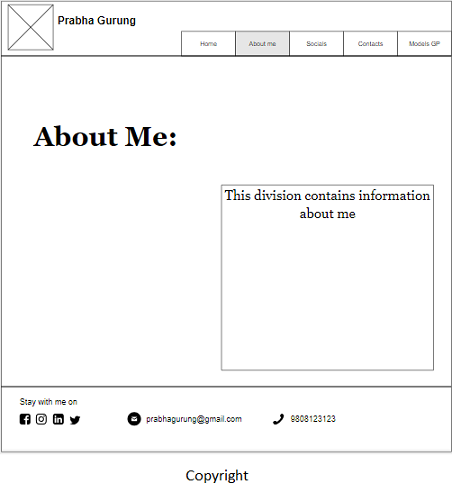 Prabha Gurung
Home
About me
Socials
Contacts
Models GP
About Me:
This division contains information
about me
Stay with me on
prabhagurung@gmail.com
9808123123
Copyright